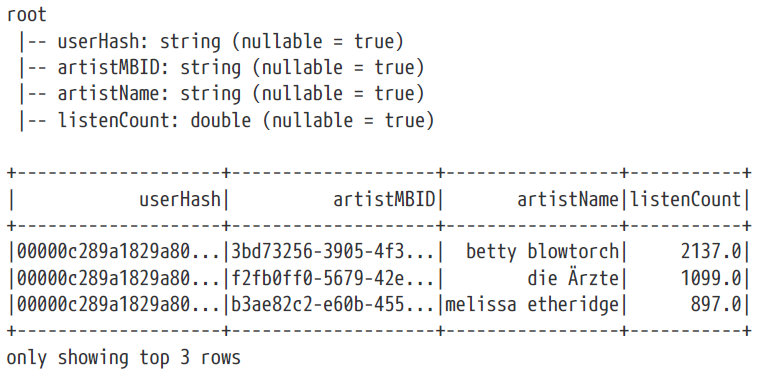 root
 |-- userHash: string (nullable = true)
 |-- artistMBID: string (nullable = true)
 |-- artistName: string (nullable = true)
 |-- listenCount: double (nullable = true)

+--------------------+--------------------+-----------------+-----------+
|            userHash|          artistMBID|       artistName|listenCount|
+--------------------+--------------------+-----------------+-----------+
|00000c289a1829a80...|3bd73256-3905-4f3...|  betty blowtorch|     2137.0|
|00000c289a1829a80...|f2fb0ff0-5679-42e...|        die Ärzte|     1099.0|
|00000c289a1829a80...|b3ae82c2-e60b-455...|melissa etheridge|      897.0|
+--------------------+--------------------+-----------------+-----------+
only showing top 3 rows